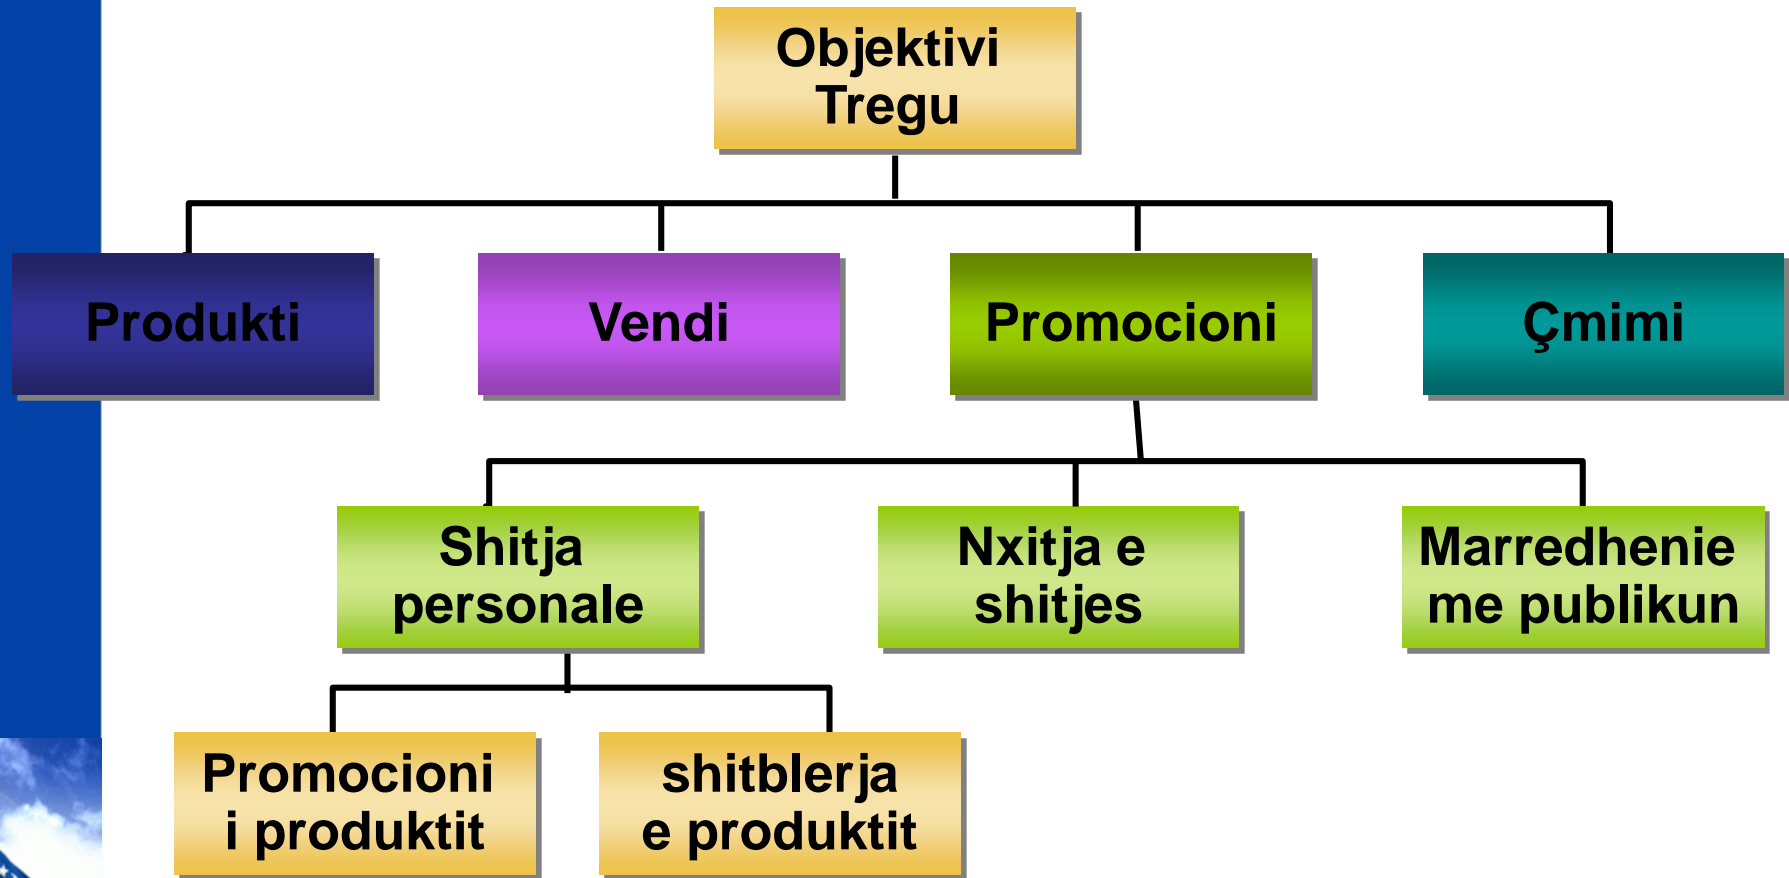 Objektivi
Tregu
Produkti
Vendi
Promocioni
Çmimi
Shitja
personale
Nxitja e
shitjes
Marredhenie
me publikun
Promocioni
i produktit
shitblerja
e produktit